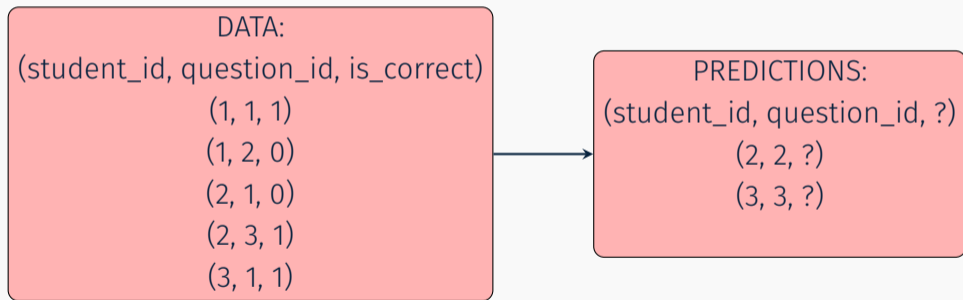 DATA:
(student_id, question_id, is_correct)
(1, 1, 1)
(1, 2, 0)
(2, 1, 0)
(2, 3, 1)
(3, 1, 1)
PREDICTIONS:
(student_id, question_id, ?)
(2, 2, ?)
(3, 3, ?)